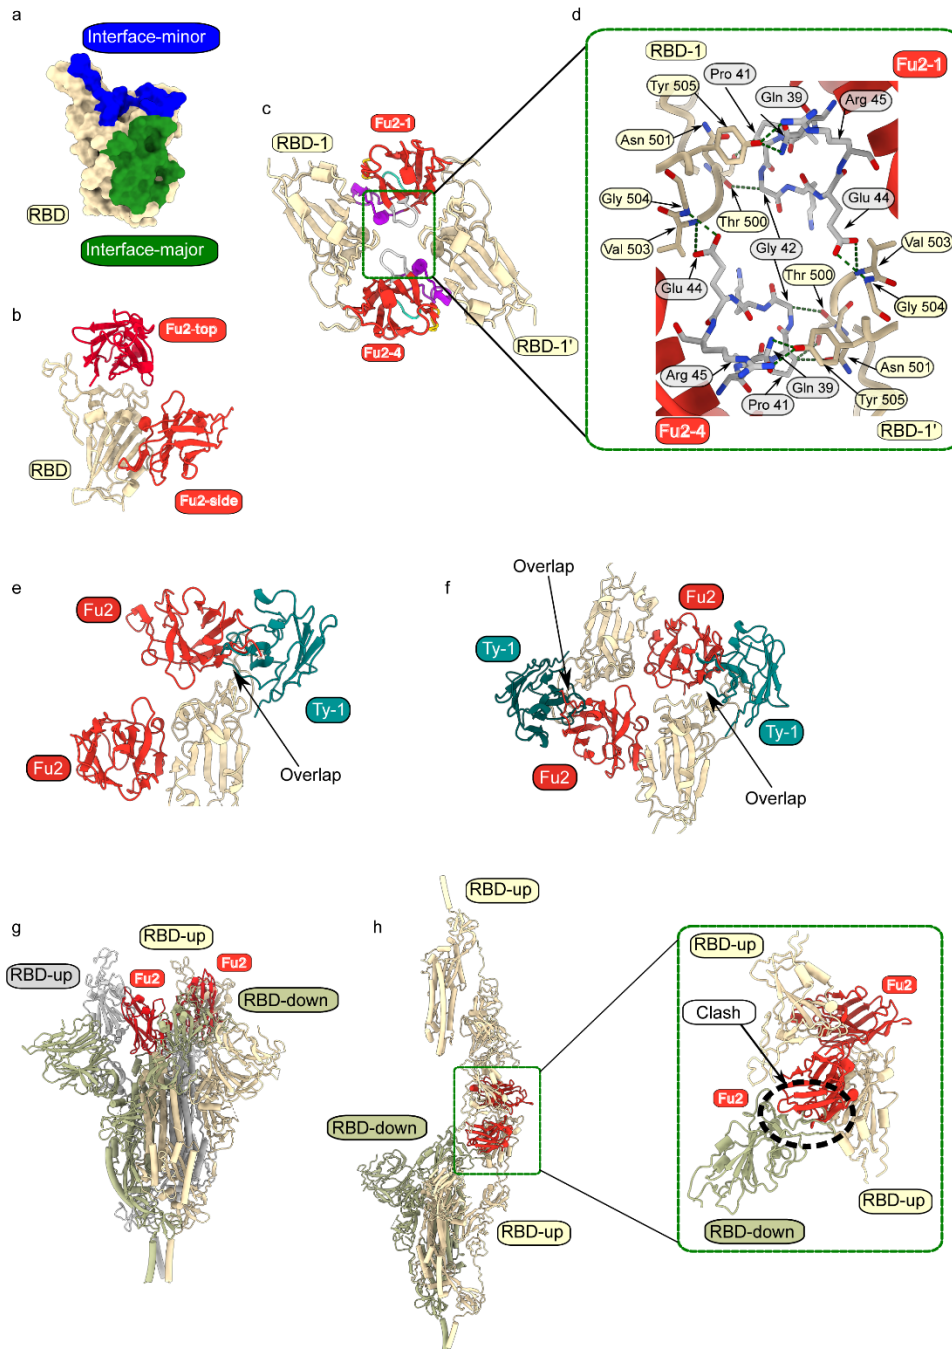 a
Interface-minor
RBD
Interface-major
b
Fu2-top
RBD
Fu2-side
c
Fu2-1
RBD-1
Fu2-4
RBD-1'
d
RBD-1
Fu2-1
Pro 41
Tyr 505
Gln 39
Arg 45
Asn 501
Gly 504
Glu 44
Thr 500
Val 503
Val 503
Gly 42
Thr 500
Glu 44
Gly 504
Asn 501
Arg 45
Gln 39
Tyr 505
Pro 41
Fu2-4
RBD-1'
e
Fu2
Ty-1
Fu2
Overlap
f
Overlap
Fu2
Ty-1
Ty-1
Fu2
Overlap
g
RBD-up
RBD-up
Fu2
Fu2
RBD-down
h
RBD-up
RBD-down
RBD-up
RBD-up
Fu2
Clash
Fu2
RBD-up
RBD-down